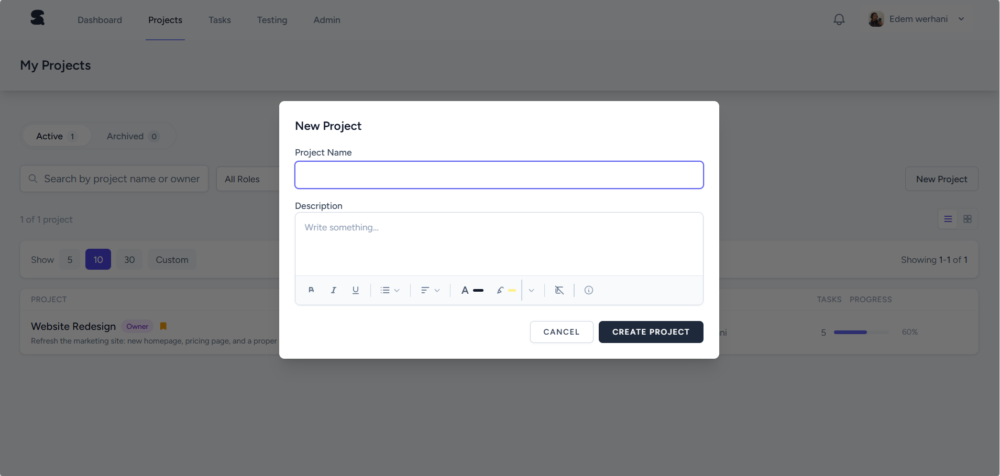 Dashboard Projects Tasks Testing Admin Edem werhani
My Projects
Active 1 Archived 0
Search by project name or owner
All Roles
New Project
1 of 1 project
Show 5 10 30 Custom
Showing 1-1 of 1
PROJECT TASKS PROGRESS
Website Redesign Owner
5 60%
Refresh the marketing site: new homepage, pricing page, and a proper
New Project
Project Name
Description
Write something...
B I U A
CANCEL CREATE PROJECT